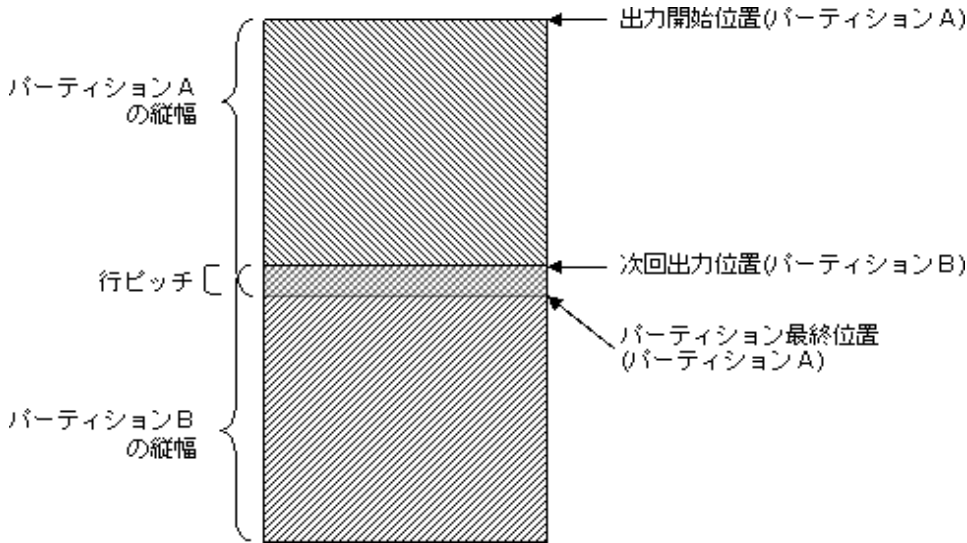 出力開始位置(パーティションA)
パーティションA
の縦幅
次回出力位置(パーティションB)
行ピッチ
パーティション最終位置
(パーティションA)
パーティションB
の縦幅